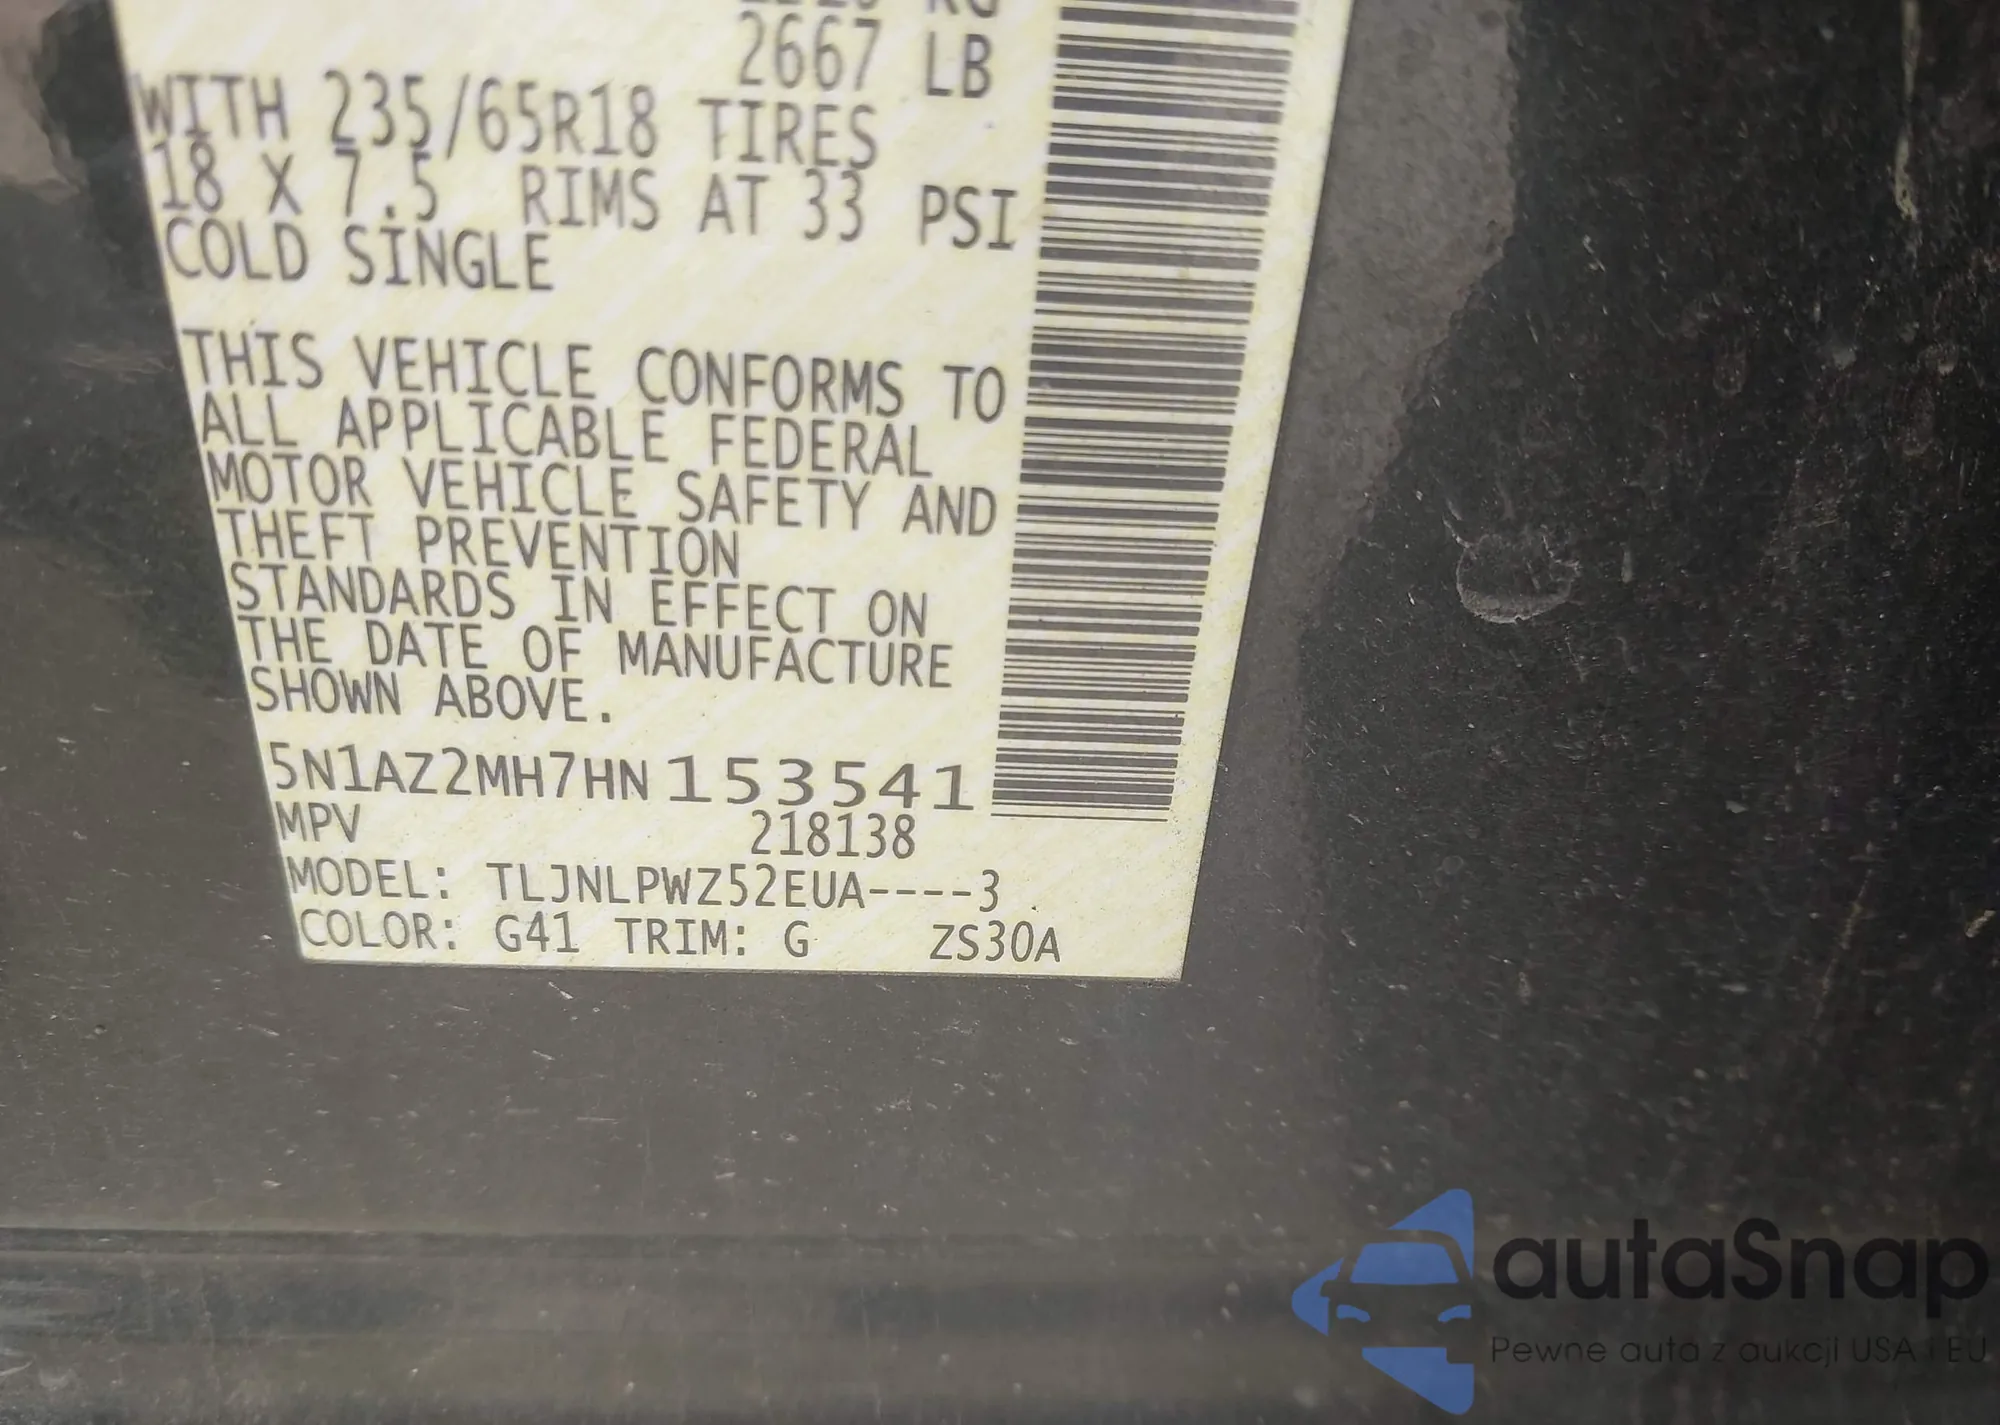 2667 LB
WITH 235/65R18 TIRES
18 X 7.5 RIMS AT 33 PSI
COLD SINGLE
THIS VEHICLE CONFORMS TO
ALL APPLICABLE FEDERAL
MOTOR VEHICLE SAFETY AND
THEFT PREVENTION
STANDARDS IN EFFECT ON
THE DATE OF MANUFACTURE
SHOWN ABOVE.
5N1AZ2MH7HN153541
MPV 218138
MODEL: TLJNLPWZ52EUA----3
COLOR: G41 TRIM: G ZS30A
autaSnap
Pewne auta z aukcji USA i EU